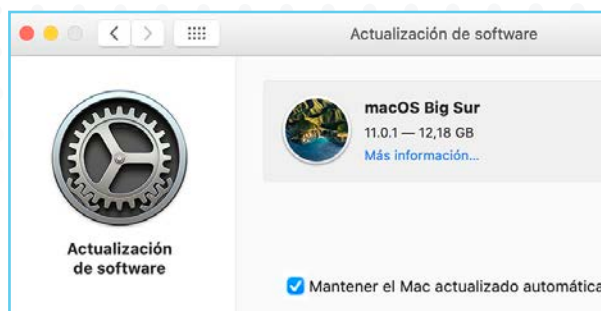 Actualización de software
macOS Big Sur
11.0.1 — 12,18 GB
Más información...
Actualización
de software
Mantener el Mac actualizado